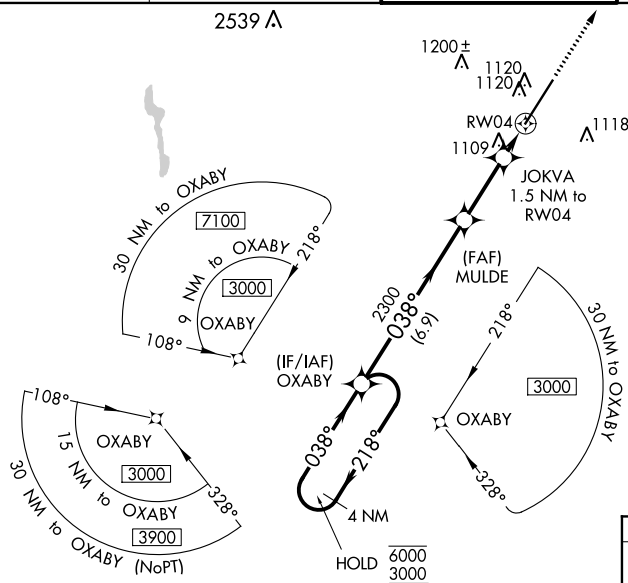 2539
1200±
1120
1120
RW04
1118
1109
JOKVA
1.5 NM to
RW04
30 NM to OXABY
7100
9 NM to OXABY
218°
3000
OXABY
108°
(FAF)
MULDE
2300
038°
(6.9)
218°
30 NM to OXABY
3000
(IF/IAF)
OXABY
OXABY
328°
108°
OXABY
3000
15 NM to OXABY
328°
3900
30 NM to OXABY (NoPT)
038°
218°
4 NM
HOLD
6000
3000